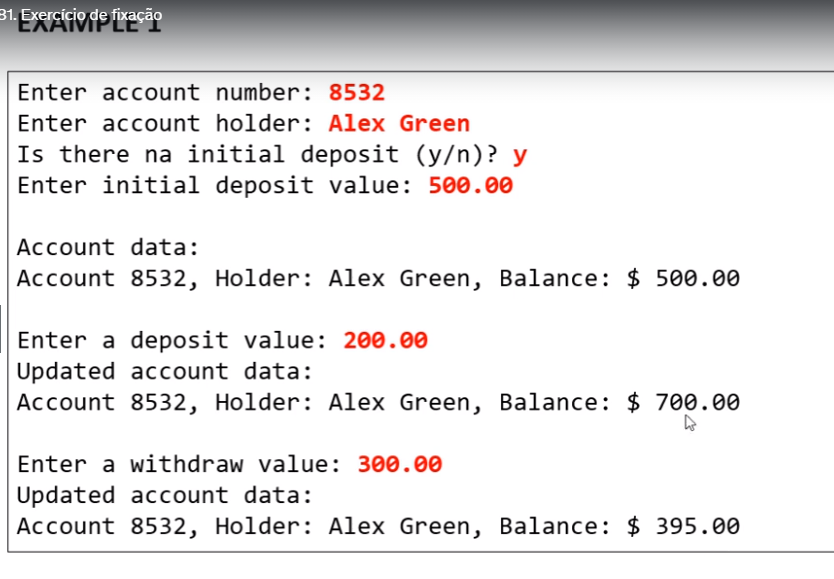 81. Exercício de fixação
EXAMPLE 1
Enter account number: 8532
Enter account holder: Alex Green
Is there na initial deposit (y/n)? y
Enter initial deposit value: 500.00
Account data:
Account 8532, Holder: Alex Green, Balance: $ 500.00
Enter a deposit value: 200.00
Updated account data:
Account 8532, Holder: Alex Green, Balance: $ 700.00
Enter a withdraw value: 300.00
Updated account data:
Account 8532, Holder: Alex Green, Balance: $ 395.00